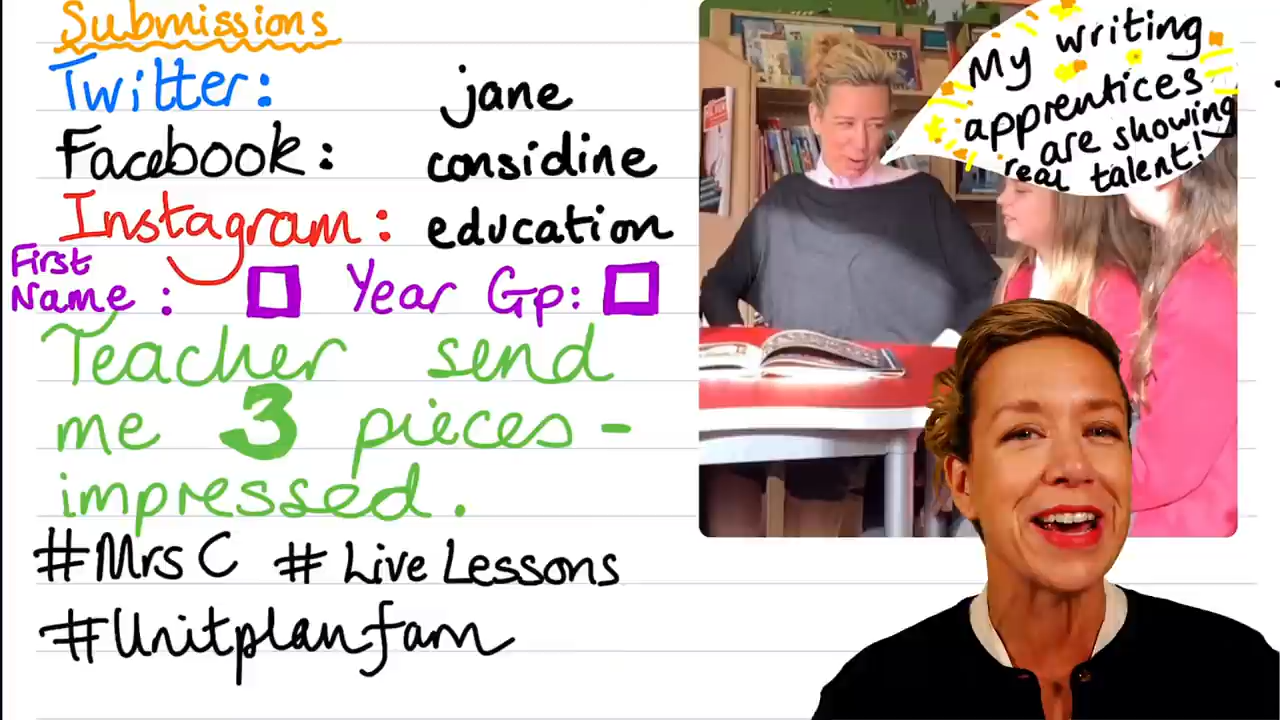 Submissions
Twitter: jane
Facebook: considine
Instagram: education
First
Name: Year Gp:
Teacher send
me 3 pieces -
impressed.
#Mrs C # Live Lessons
#Unitplanfam
My writing
apprentices
are showing
real talent!